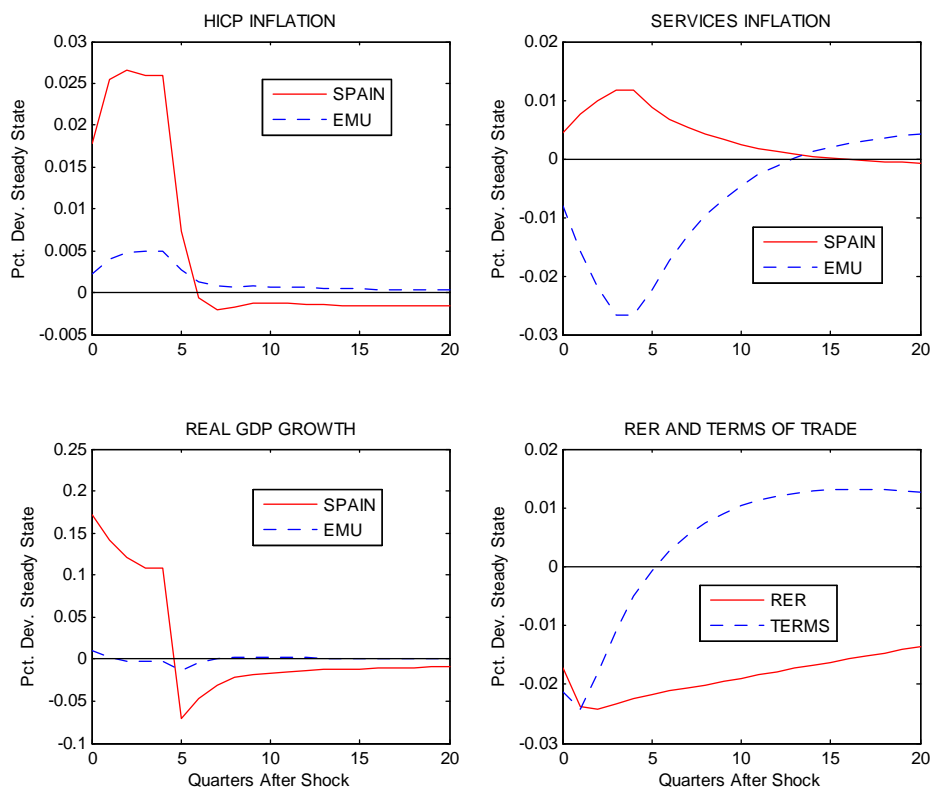 HICP INFLATION
Pct. Dev. Steady State
0.03
0.025
0.02
0.015
0.01
0.005
0
-0.005
0
5
10
15
20
SPAIN
EMU
SERVICES INFLATION
Pct. Dev. Steady State
0.02
0.01
0
-0.01
-0.02
-0.03
0
5
10
15
20
SPAIN
EMU
REAL GDP GROWTH
Pct. Dev. Steady State
0.25
0.2
0.15
0.1
0.05
0
-0.05
-0.1
0
5
10
15
20
Quarters After Shock
SPAIN
EMU
RER AND TERMS OF TRADE
Pct. Dev. Steady State
0.02
0.01
0
-0.01
-0.02
-0.03
0
5
10
15
20
Quarters After Shock
RER
TERMS